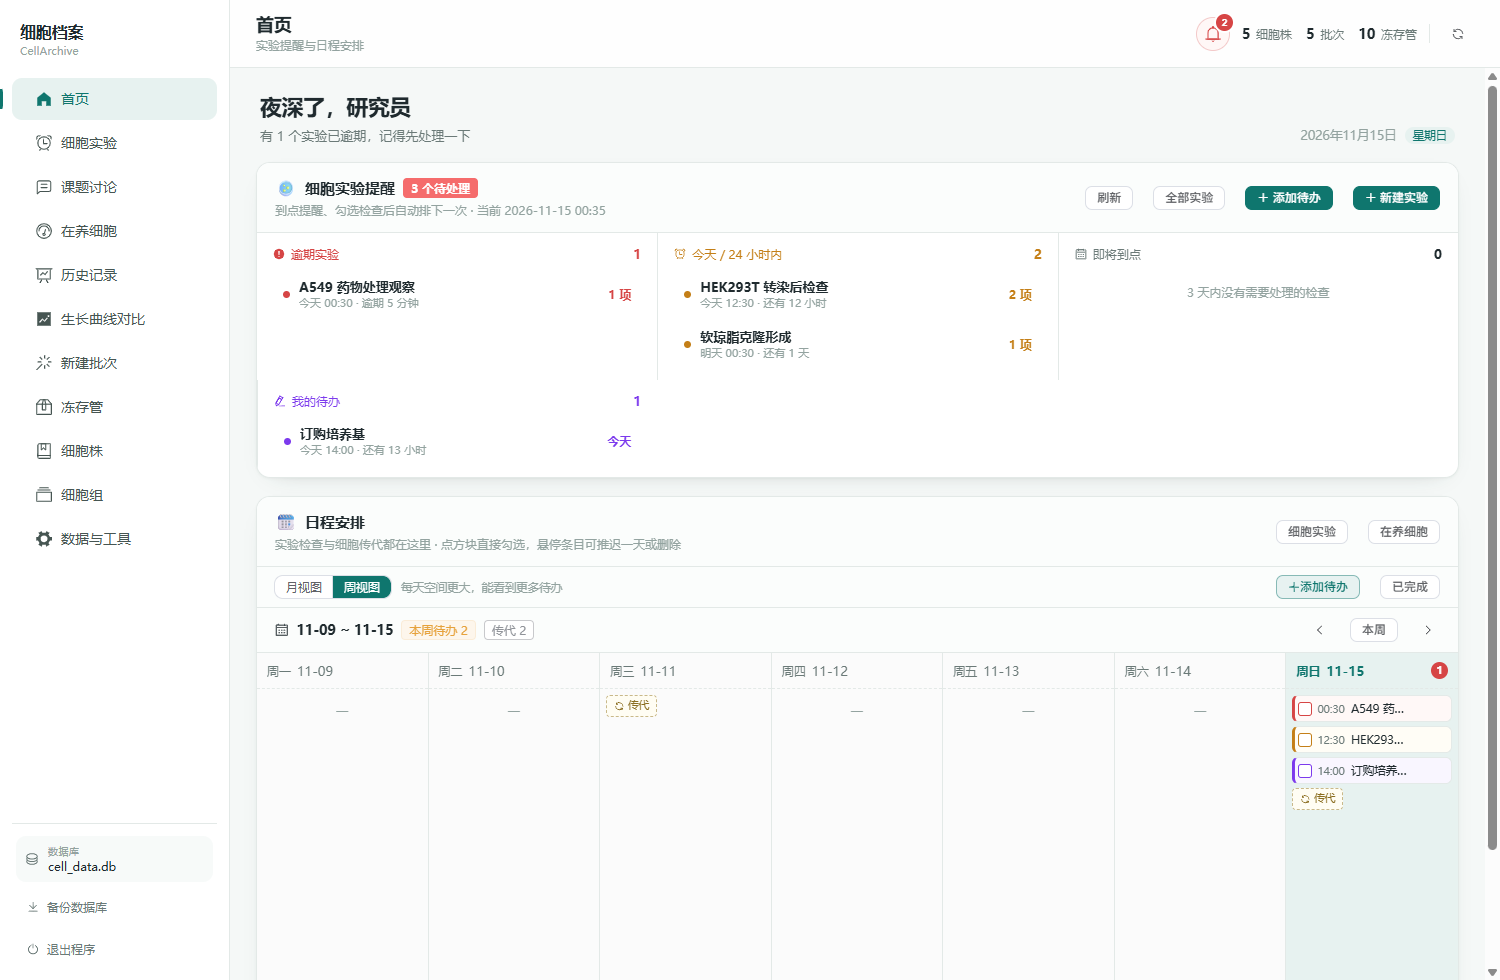 细胞档案
CellArchive
首页
细胞实验
课题讨论
在养细胞
历史记录
生长曲线对比
新建批次
冻存管
细胞株
细胞组
数据与工具
数据库
cell_data.db
备份数据库
退出程序
首页
实验提醒与日程安排
2
5 细胞株 5 批次 10 冻存管
夜深了，研究员
有 1 个实验已逾期，记得先处理一下
2026年11月15日 星期日
细胞实验提醒 3 个待处理
到点提醒、勾选检查后自动排下一次 · 当前 2026-11-15 00:35
刷新 全部实验 + 添加待办 + 新建实验
逾期实验 1
A549 药物处理观察
今天 00:30 · 逾期 5 分钟
1 项
今天 / 24 小时内 2
HEK293T 转染后检查
今天 12:30 · 还有 12 小时
2 项
软琼脂克隆形成
明天 00:30 · 还有 1 天
1 项
即将到点 0
3 天内没有需要处理的检查
我的待办 1
订购培养基
今天 14:00 · 还有 13 小时
今天
日程安排
实验检查与细胞传代都在这里 · 点方块直接勾选，悬停条目可推迟一天或删除
细胞实验 在养细胞
月视图 周视图 每天空间更大，能看到更多待办
+添加待办 已完成
11-09 ~ 11-15 本周待办 2 传代 2
< 本周 >
周一 11-09
—
周二 11-10
—
周三 11-11
传代
周四 11-12
—
周五 11-13
—
周六 11-14
—
周日 11-15 1
00:30 A549 药...
12:30 HEK293...
14:00 订购培养...
传代